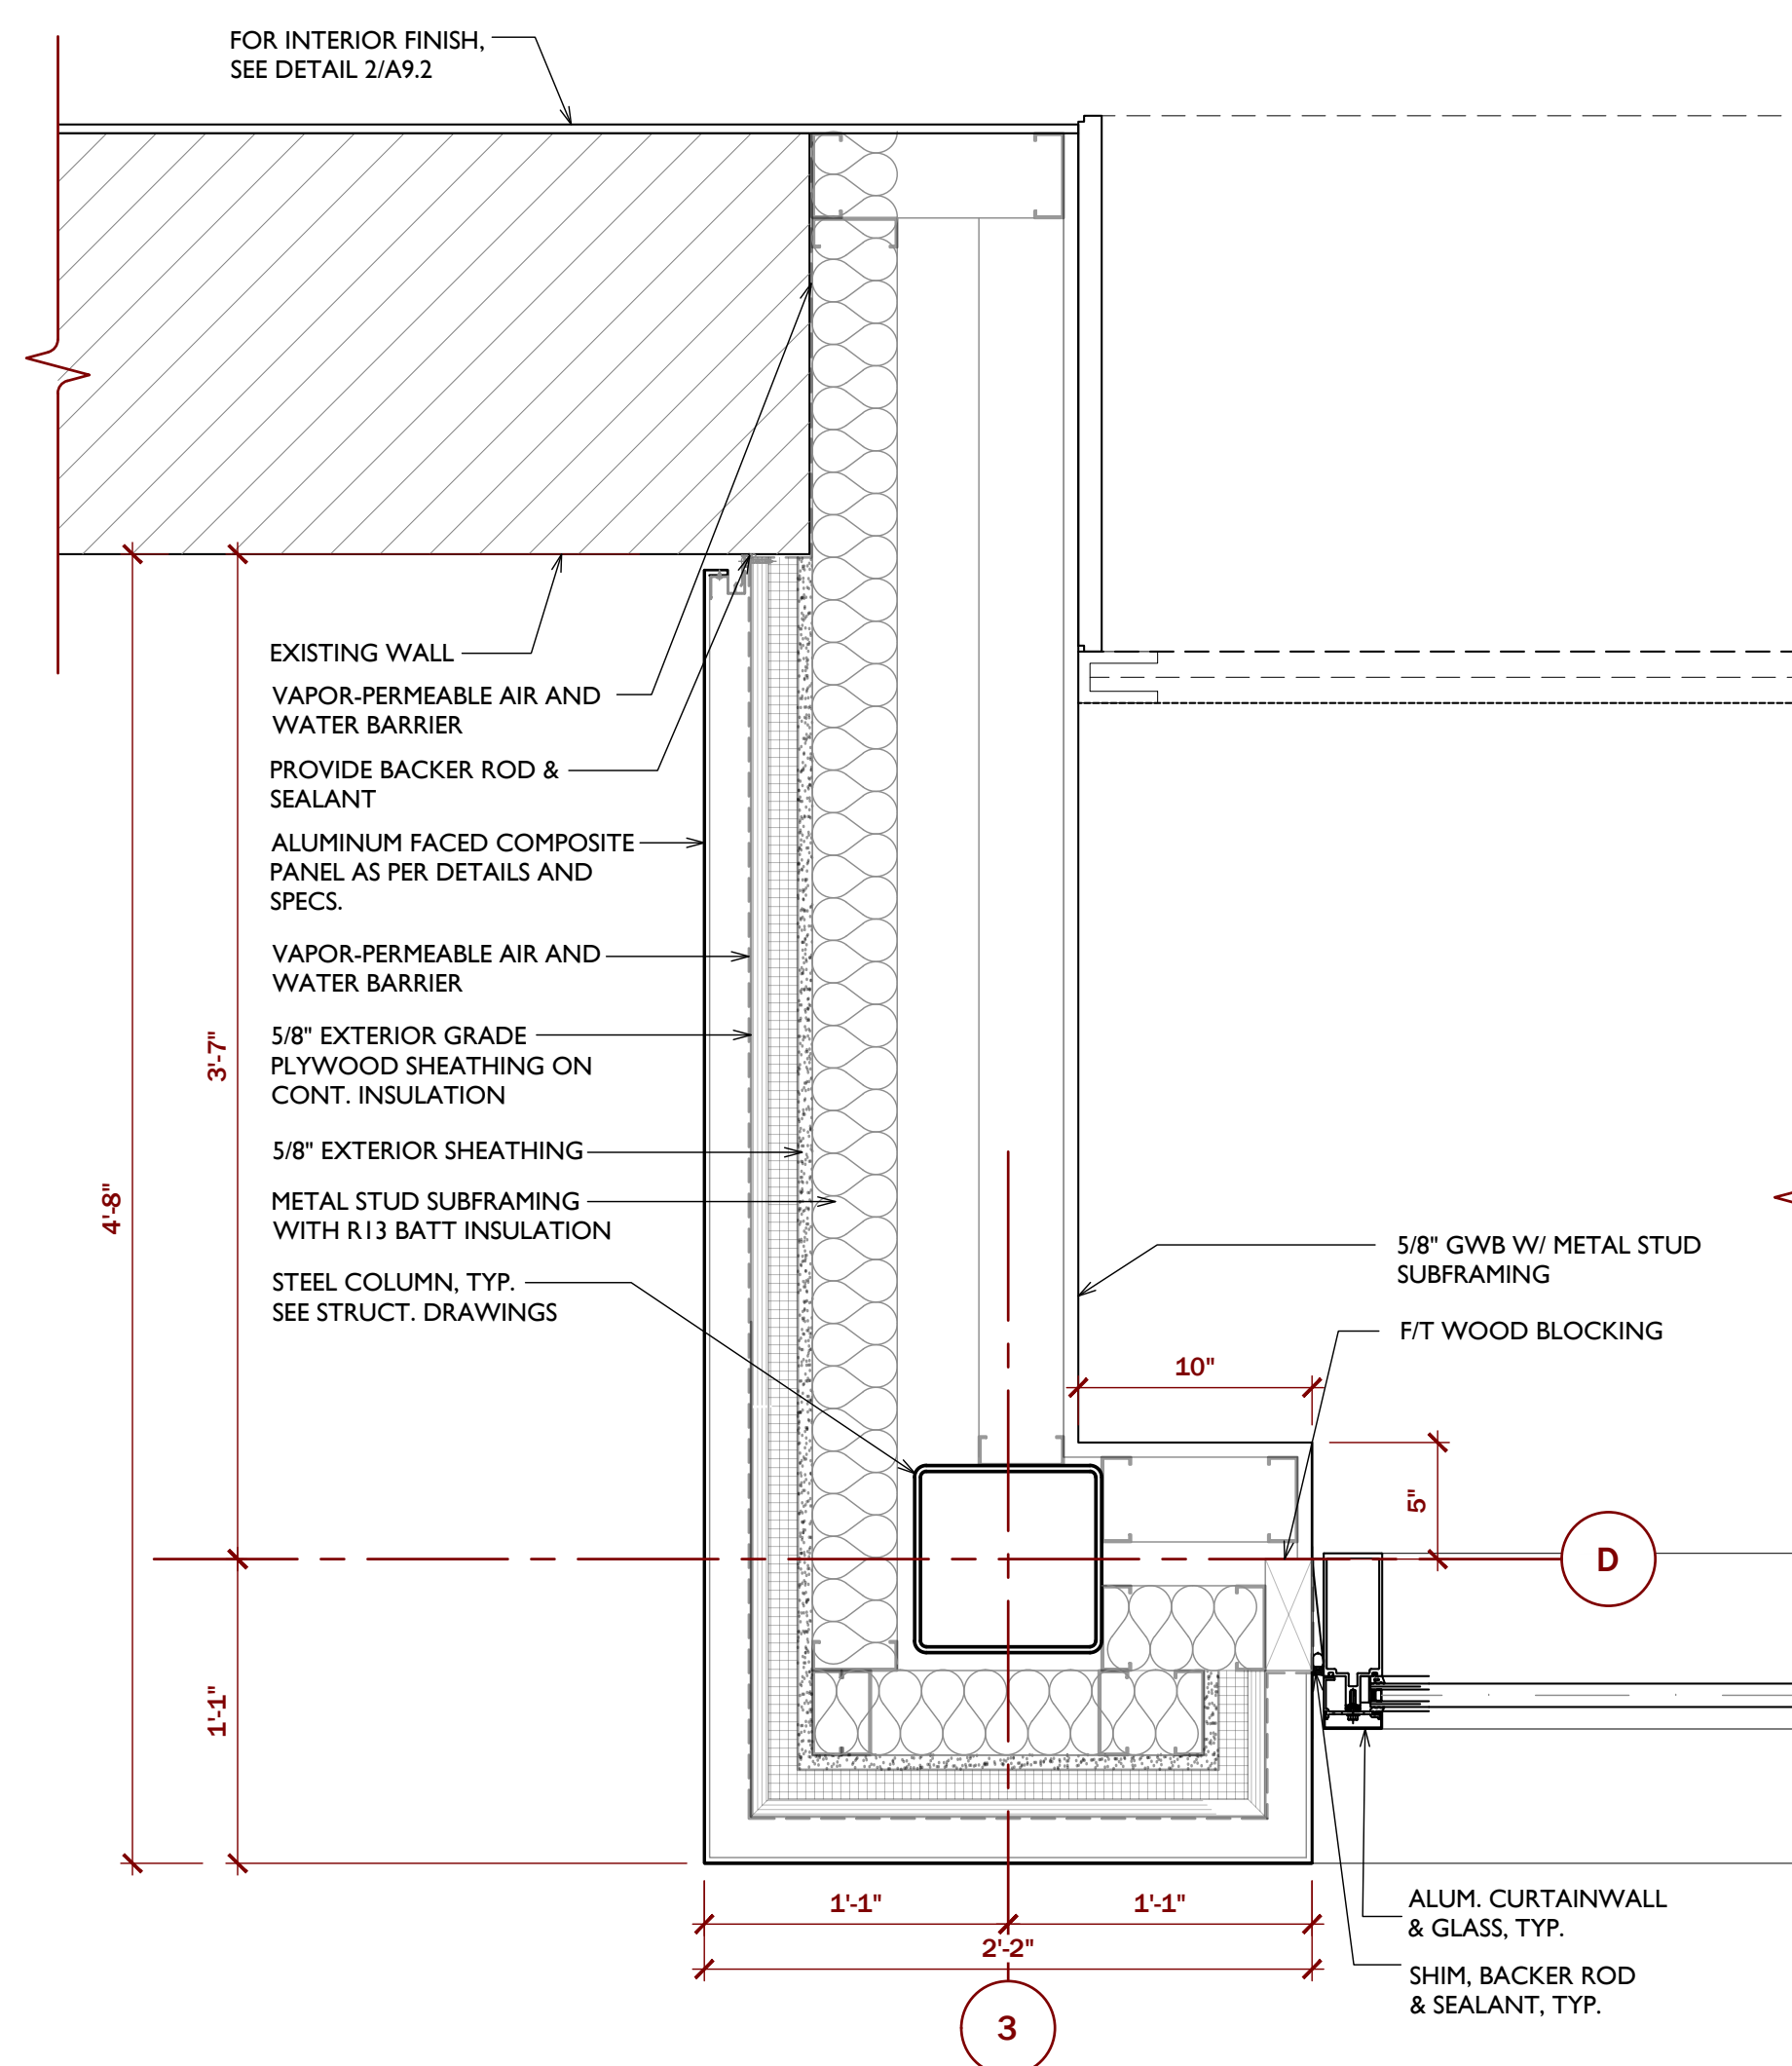 FOR INTERIOR FINISH,
SEE DETAIL 2/A9.2
EXISTING WALL
VAPOR-PERMEABLE AIR AND
WATER BARRIER
PROVIDE BACKER ROD &
SEALANT
ALUMINUM FACED COMPOSITE
PANEL AS PER DETAILS AND
SPECS.
VAPOR-PERMEABLE AIR AND
WATER BARRIER
5/8" EXTERIOR GRADE
PLYWOOD SHEATHING ON
CONT. INSULATION
5/8" EXTERIOR SHEATHING
METAL STUD SUBFRAMING
WITH R13 BATT INSULATION
STEEL COLUMN, TYP.
SEE STRUCT. DRAWINGS
3'-7"
4'-8"
1'-1"
5/8" GWB W/ METAL STUD
SUBFRAMING
F/T WOOD BLOCKING
10"
5"
D
ALUM. CURTAINWALL
& GLASS, TYP.
SHIM, BACKER ROD
& SEALANT, TYP.
1'-1"
1'-1"
2'-2"
3